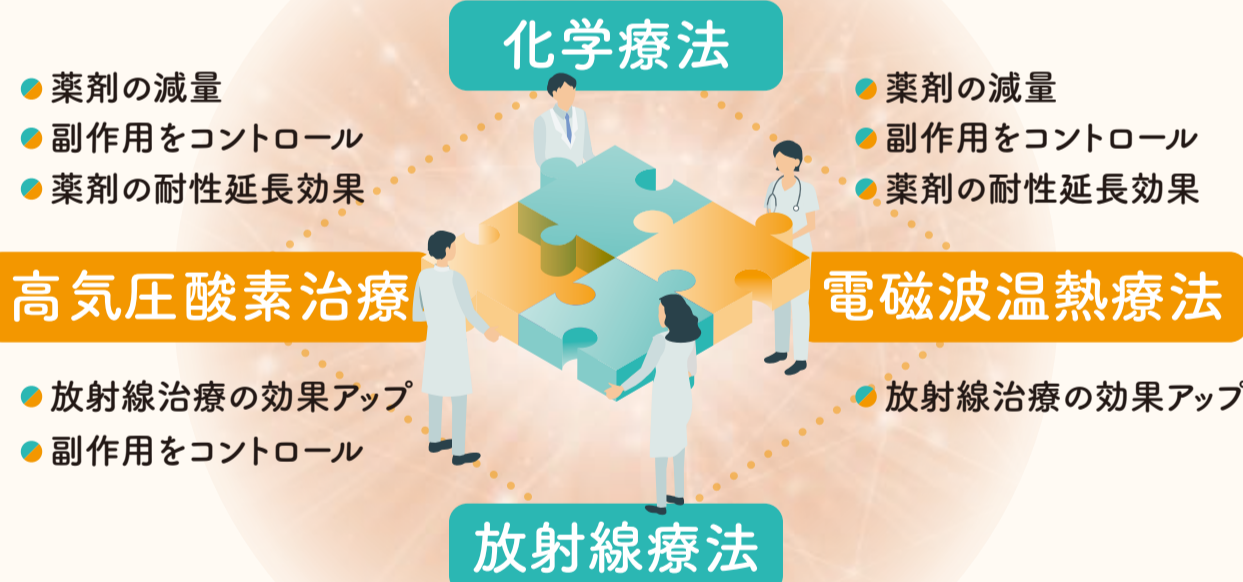 化学療法
薬剤の減量
副作用をコントロール
薬剤の耐性延長効果
薬剤の減量
副作用をコントロール
薬剤の耐性延長効果
高気圧酸素治療
電磁波温熱療法
放射線治療の効果アップ
副作用をコントロール
放射線治療の効果アップ
放射線療法